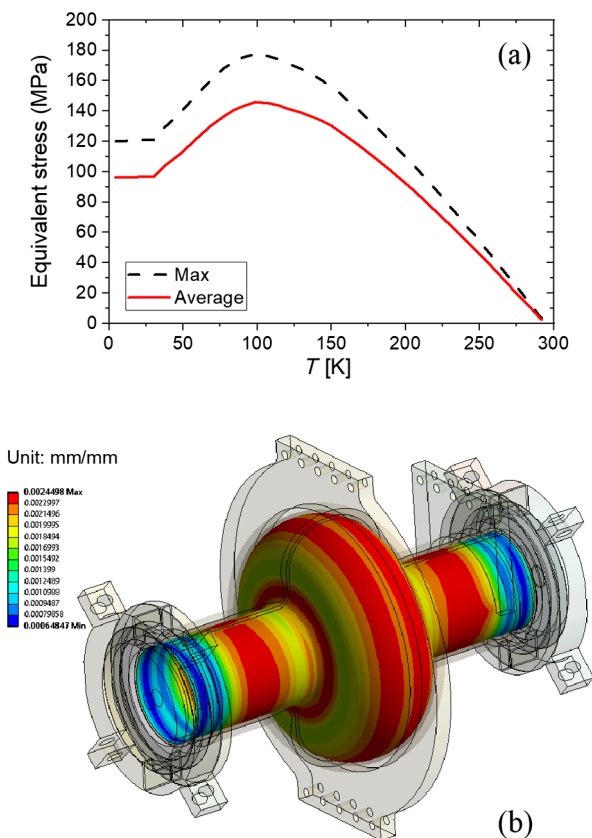 (a)
Equivalent stress (MPa)
200
180
160
140
120
100
80
60
40
20
0
Max
Average
0 50 100 150 200 250 300
T [K]
Unit: mm/mm
0.0024498 Max
0.0022997
0.0021496
0.0019995
0.0018494
0.0016993
0.0015492
0.001399
0.0012489
0.0010988
0.0009487
0.00079858
0.00064847 Min
(b)